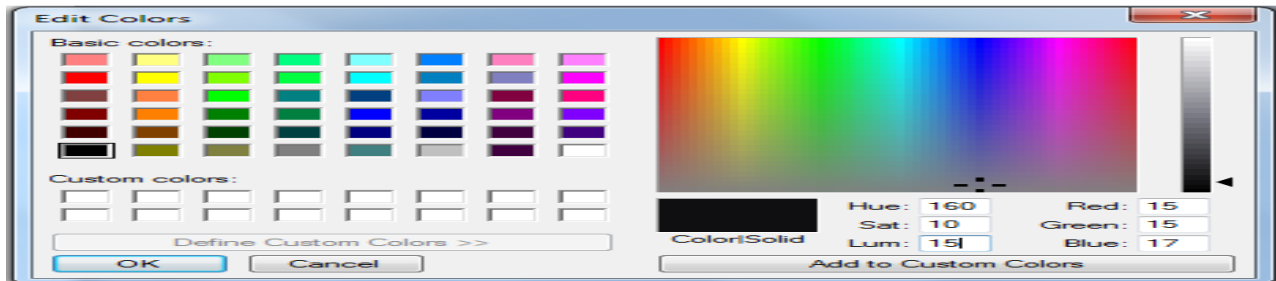 Edit Colors
Basic colors:
Custom colors:
Define Custom Colors >>
OK
Cancel
Color|Solid
Hue: 160
Sat: 10
Lum: 15
Red: 15
Green: 15
Blue: 17
Add to Custom Colors